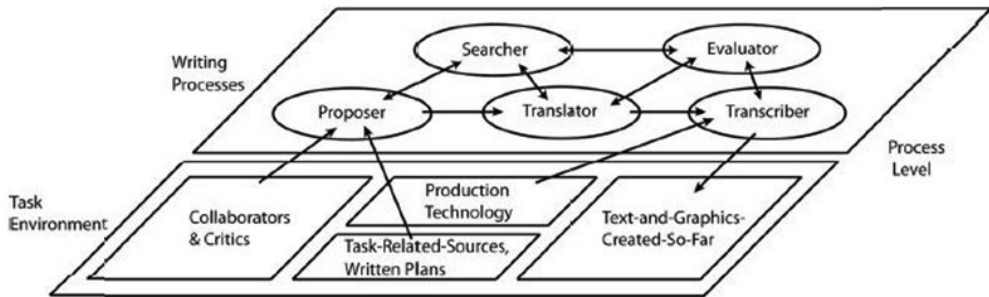 Searcher
Evaluator
Writing
Processes
Proposer
Translator
Transcriber
Process
Level
Task
Environment
Collaborators
& Critics
Production
Technology
Task-Related-Sources,
Written Plans
Text-and-Graphics-
Created-So-Far